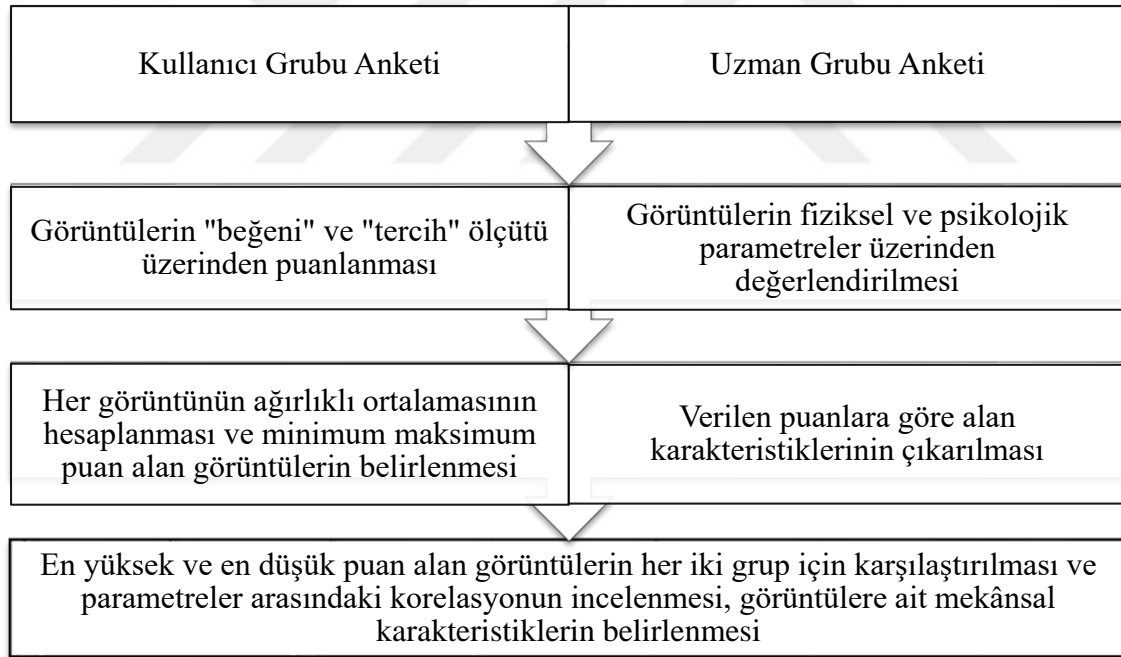 Kullanıcı Grubu Anketi
Uzman Grubu Anketi
Görüntülerin "beğeni" ve "tercih" ölçütü
üzerinden puanlanması
Görüntülerin fiziksel ve psikolojik
parametreler üzerinden
değerlendirilmesi
Her görüntünün ağırlıklı ortalamasının
hesaplanması ve minimum maksimum
puan alan görüntülerin belirlenmesi
Verilen puanlara göre alan
karakteristiklerinin çıkarılması
En yüksek ve en düşük puan alan görüntülerin her iki grup için karşılaştırılması ve
parametreler arasındaki korelasyonun incelenmesi, görüntülere ait mekânsal
karakteristiklerin belirlenmesi